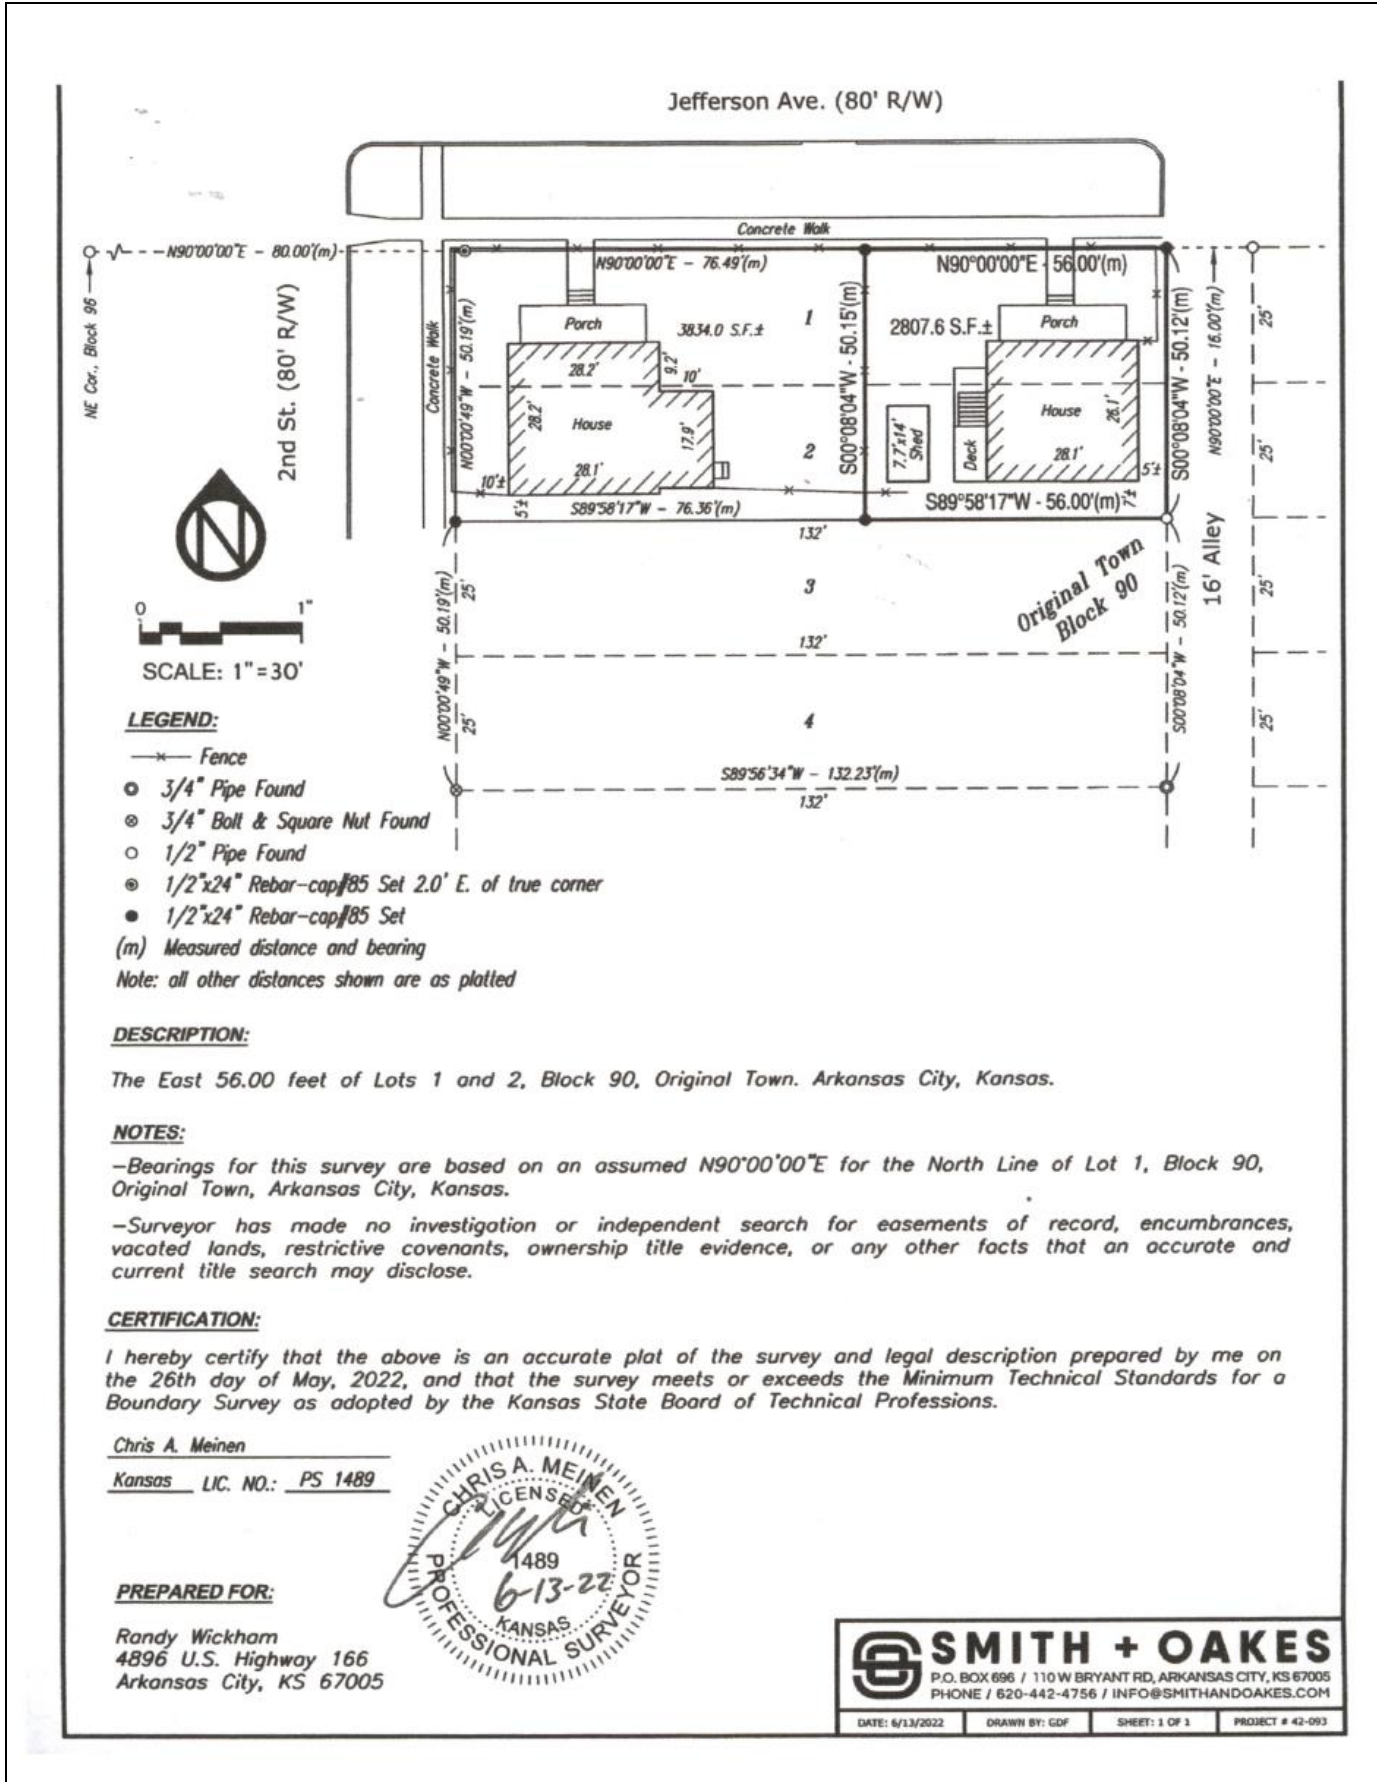 Jefferson Ave. (80' R/W)
Concrete Walk
N90°00'00"E - 80.00'(m)
N90°00'00"E - 76.49'(m)
N90°00'00"E - 56.00'(m)
NE Cor., Block 96
2nd St. (80' R/W)
Concrete Walk
N00°00'49"W - 50.19'(m)
Porch
3834.0 S.F.±
1
S00°08'04"W - 50.15'(m)
2807.6 S.F.±
Porch
S00°08'04"W - 50.12'(m)
N90°00'00"E - 16.00'(m)
25'
28.2'
9.2'
10'
28.2'
House
17.9'
28.1'
2
7.7'x14'
Shed
Deck
House
26.1'
28.1'
5'±
25'
10'±
5'±
S89°58'17"W - 76.36'(m)
S89°58'17"W - 56.00'(m)
7'±
132'
16' Alley
Original Town
Block 90
N00°00'49"W - 50.19'(m)
25'
3
S00°08'04"W - 50.12'(m)
25'
132'
25'
4
25'
S89°56'34"W - 132.23'(m)
132'
N
0 1"
SCALE: 1"=30'
LEGEND:
Fence
3/4" Pipe Found
3/4" Bolt & Square Nut Found
1/2" Pipe Found
1/2"x24" Rebar-cap#85 Set 2.0' E. of true corner
1/2"x24" Rebar-cap#85 Set
(m) Measured distance and bearing
Note: all other distances shown are as platted
DESCRIPTION:
The East 56.00 feet of Lots 1 and 2, Block 90, Original Town. Arkansas City, Kansas.
NOTES:
-Bearings for this survey are based on an assumed N90°00'00"E for the North Line of Lot 1, Block 90,
Original Town, Arkansas City, Kansas.
-Surveyor has made no investigation or independent search for easements of record, encumbrances,
vacated lands, restrictive covenants, ownership title evidence, or any other facts that an accurate and
current title search may disclose.
CERTIFICATION:
I hereby certify that the above is an accurate plat of the survey and legal description prepared by me on
the 26th day of May, 2022, and that the survey meets or exceeds the Minimum Technical Standards for a
Boundary Survey as adopted by the Kansas State Board of Technical Professions.
Chris A. Meinen
Kansas LIC. NO.: PS 1489
CHRIS A. MEINEN
LICENSED
1489
6-13-22
KANSAS
PROFESSIONAL SURVEYOR
PREPARED FOR:
Randy Wickham
4896 U.S. Highway 166
Arkansas City, KS 67005
SMITH + OAKES
P.O. BOX 696 / 110 W BRYANT RD, ARKANSAS CITY, KS 67005
PHONE / 620-442-4756 / INFO@SMITHANDOAKES.COM
DATE: 6/13/2022 DRAWN BY: GDF SHEET: 1 OF 1 PROJECT # 42-093